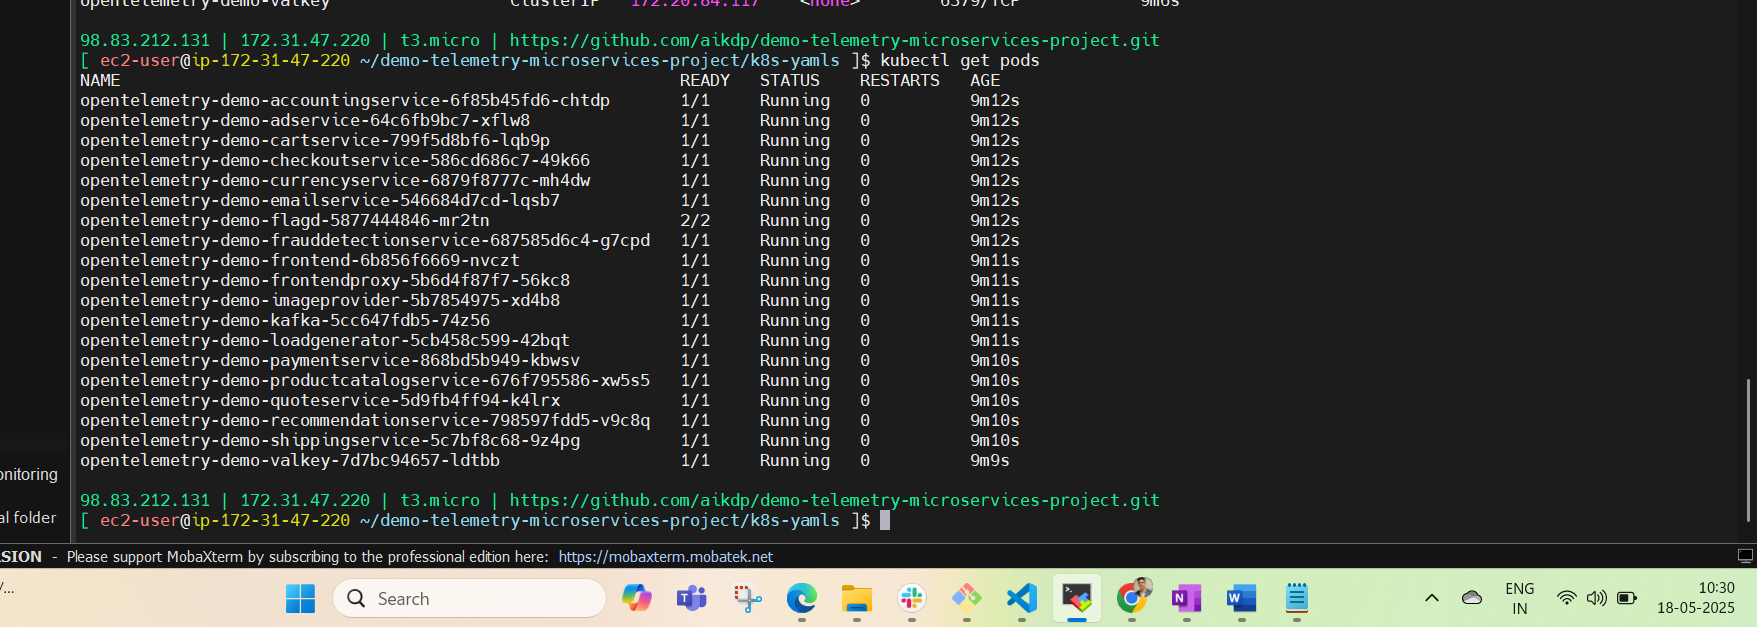 opentelemetry-demo-valkey ClusterIP 172.20.84.117 <none> 6379/TCP 9m6s
98.83.212.131 | 172.31.47.220 | t3.micro | https://github.com/aikdp/demo-telemetry-microservices-project.git
[ ec2-user@ip-172-31-47-220 ~/demo-telemetry-microservices-project/k8s-yamls ]$ kubectl get pods
NAME READY STATUS RESTARTS AGE
opentelemetry-demo-accountingservice-6f85b45fd6-chtdp 1/1 Running 0 9m12s
opentelemetry-demo-adservice-64c6fb9bc7-xflw8 1/1 Running 0 9m12s
opentelemetry-demo-cartservice-799f5d8bf6-lqb9p 1/1 Running 0 9m12s
opentelemetry-demo-checkoutservice-586cd686c7-49k66 1/1 Running 0 9m12s
opentelemetry-demo-currencyservice-6879f8777c-mh4dw 1/1 Running 0 9m12s
opentelemetry-demo-emailservice-546684d7cd-lqsb7 1/1 Running 0 9m12s
opentelemetry-demo-flagd-5877444846-mr2tn 2/2 Running 0 9m12s
opentelemetry-demo-frauddetectionservice-687585d6c4-g7cpd 1/1 Running 0 9m12s
opentelemetry-demo-frontend-6b856f6669-nvczt 1/1 Running 0 9m11s
opentelemetry-demo-frontendproxy-5b6d4f87f7-56kc8 1/1 Running 0 9m11s
opentelemetry-demo-imageprovider-5b7854975-xd4b8 1/1 Running 0 9m11s
opentelemetry-demo-kafka-5cc647fdb5-74z56 1/1 Running 0 9m11s
opentelemetry-demo-loadgenerator-5cb458c599-42bqt 1/1 Running 0 9m11s
opentelemetry-demo-paymentservice-868bd5b949-kbwsv 1/1 Running 0 9m10s
opentelemetry-demo-productcatalogservice-676f795586-xw5s5 1/1 Running 0 9m10s
opentelemetry-demo-quoteservice-5d9fb4ff94-k4lrx 1/1 Running 0 9m10s
opentelemetry-demo-recommendationservice-798597fdd5-v9c8q 1/1 Running 0 9m10s
opentelemetry-demo-shippingservice-5c7bf8c68-9z4pg 1/1 Running 0 9m10s
opentelemetry-demo-valkey-7d7bc94657-ldtbb 1/1 Running 0 9m9s
onitoring
98.83.212.131 | 172.31.47.220 | t3.micro | https://github.com/aikdp/demo-telemetry-microservices-project.git
al folder
[ ec2-user@ip-172-31-47-220 ~/demo-telemetry-microservices-project/k8s-yamls ]$
SION - Please support MobaXterm by subscribing to the professional edition here: https://mobaxterm.mobatek.net
/...
Search
ENG
IN
10:30
18-05-2025